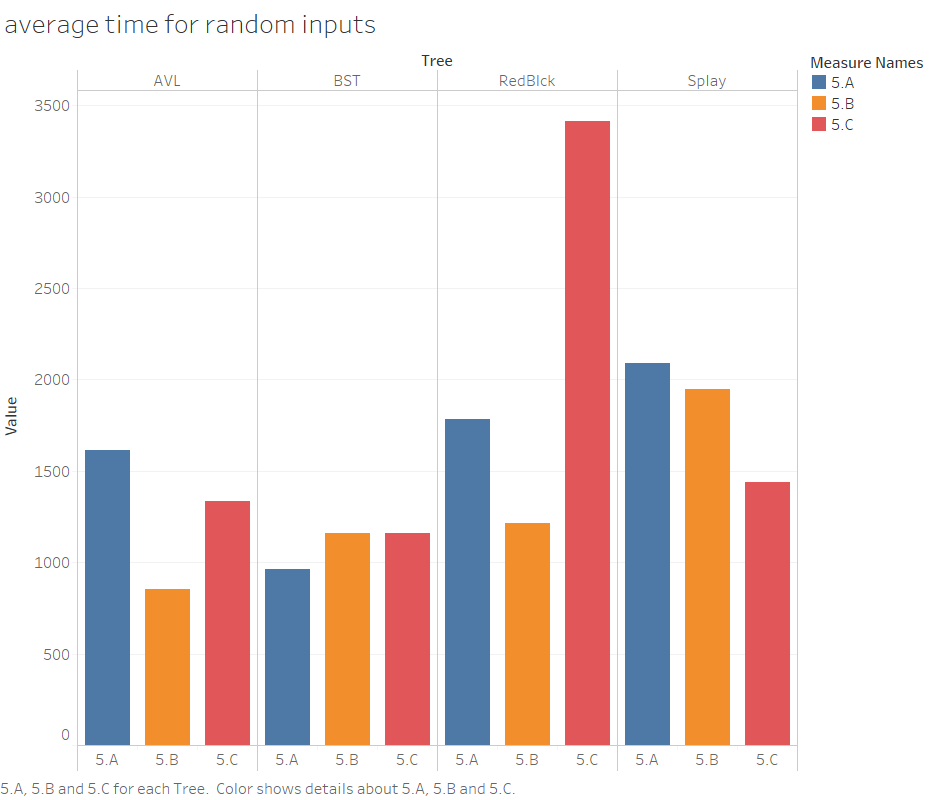 average time for random inputs
Tree
Measure Names
AVL BST RedBlck Splay
5.A
5.B
5.C
3500
3000
2500
2000
1500
1000
500
0
Value
5.A 5.B 5.C 5.A 5.B 5.C 5.A 5.B 5.C 5.A 5.B 5.C
5.A, 5.B and 5.C for each Tree. Color shows details about 5.A, 5.B and 5.C.